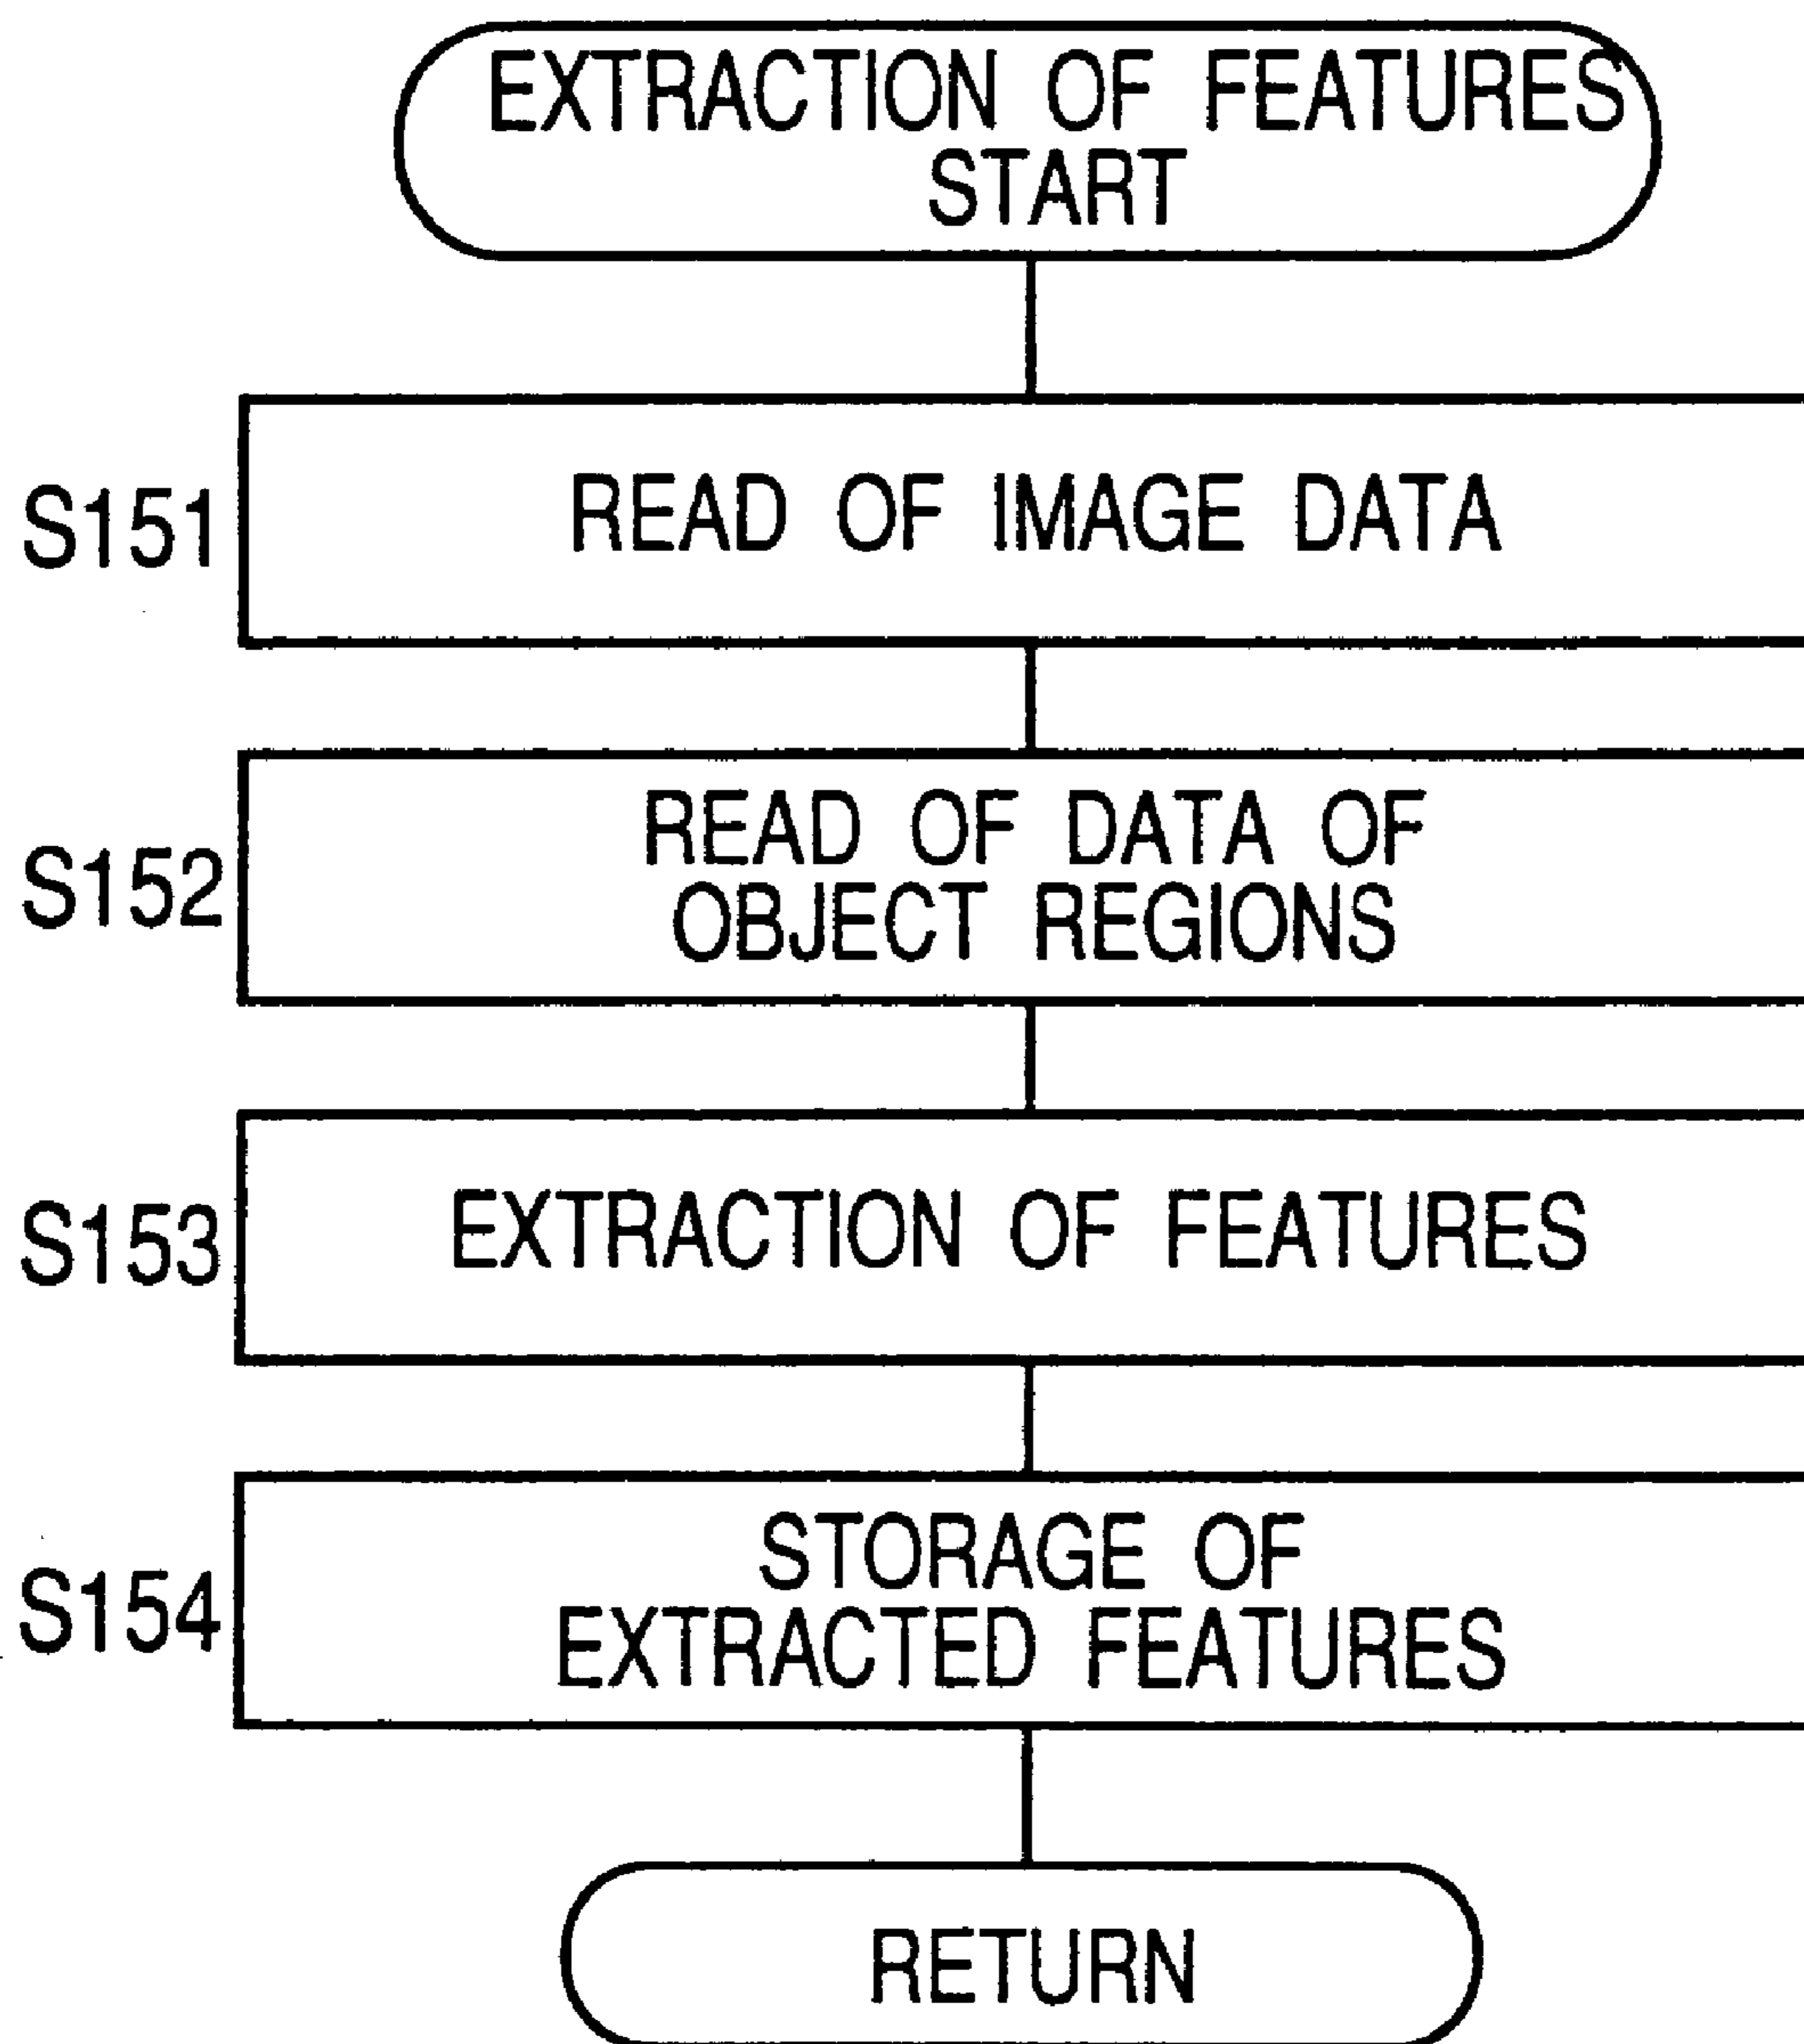 EXTRACTION OF FEATURES
START
S151
READ OF IMAGE DATA
S152
READ OF DATA OF
OBJECT REGIONS
S153
EXTRACTION OF FEATURES
S154
STORAGE OF
EXTRACTED FEATURES
RETURN